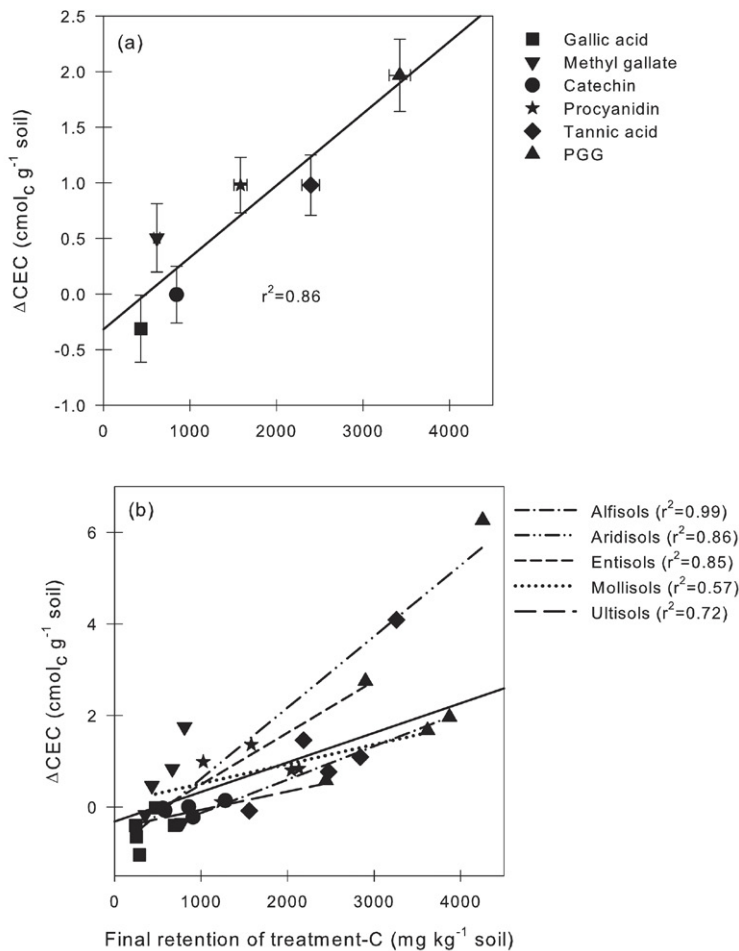 (a)
2.5
2.0
1.5
1.0
0.5
0.0
-0.5
-1.0
ΔCEC (cmolc g-1 soil)
r2=0.86
0 1000 2000 3000 4000
Gallic acid
Methyl gallate
Catechin
Procyanidin
Tannic acid
PGG
(b)
6
4
2
0
ΔCEC (cmolc g-1 soil)
0 1000 2000 3000 4000
Final retention of treatment-C (mg kg-1 soil)
Alfisols (r2=0.99)
Aridisols (r2=0.86)
Entisols (r2=0.85)
Mollisols (r2=0.57)
Ultisols (r2=0.72)